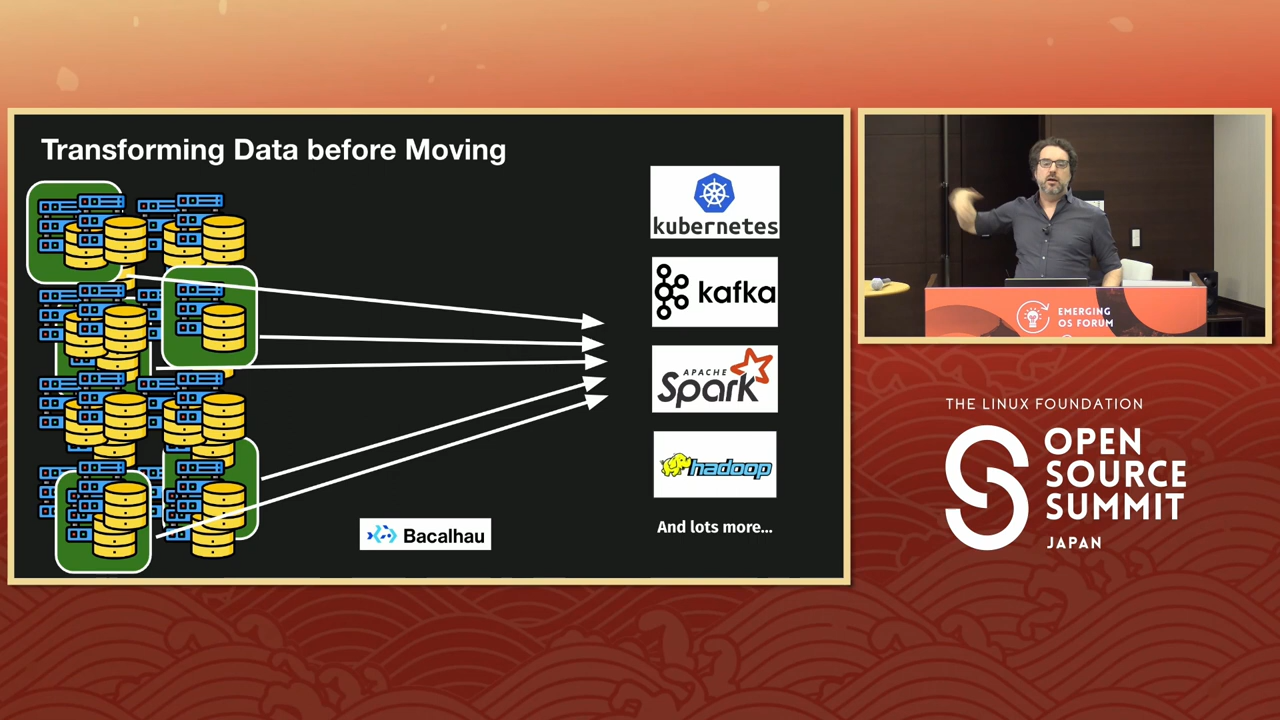 Transforming Data before Moving
kubernetes
kafka
APACHE
Spark
hadoop
And lots more...
Bacalhau
EMERGING
OS FORUM
THE LINUX FOUNDATION
OPEN
SOURCE
SUMMIT
JAPAN